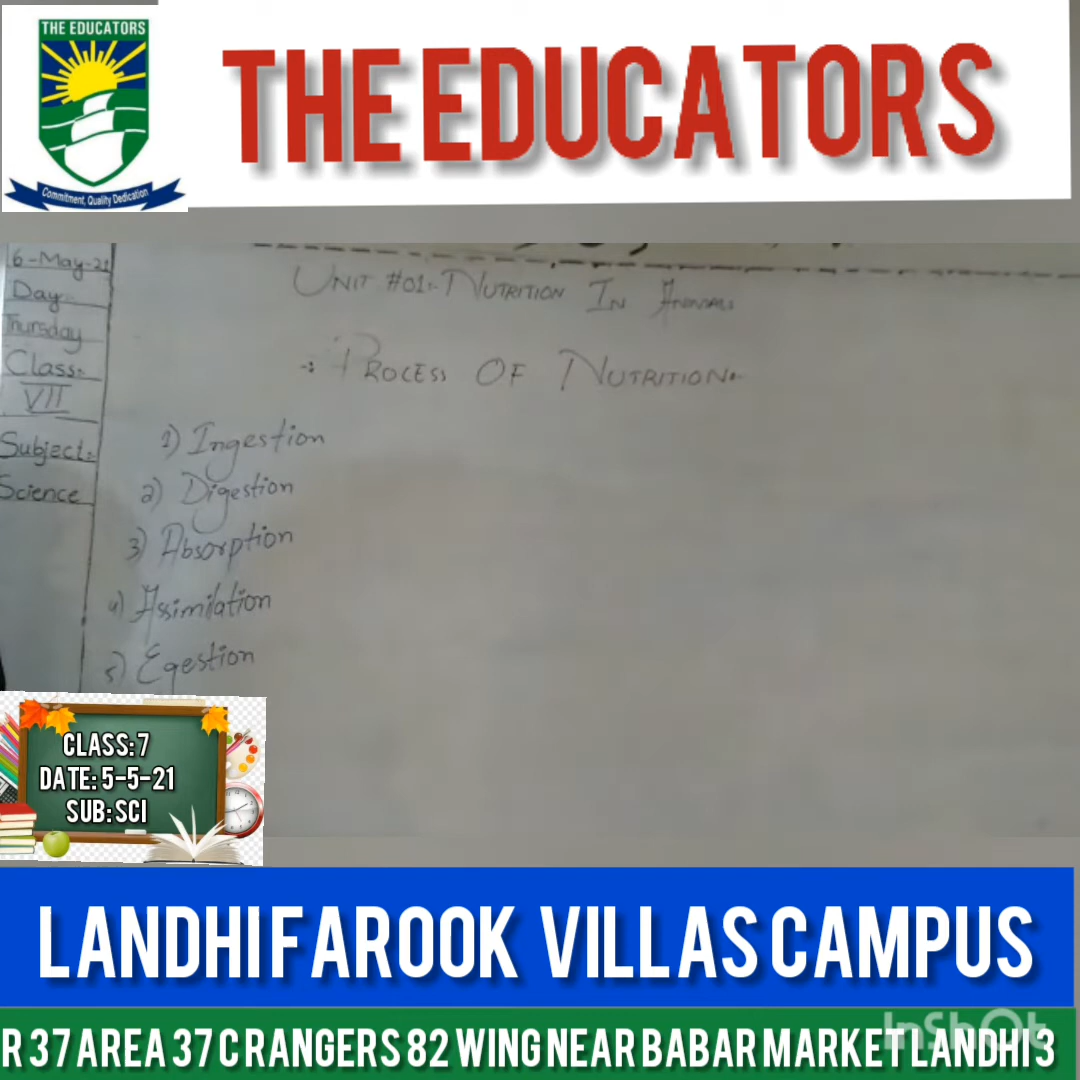 THE EDUCATORS
Commitment, Quality Dedication
THE EDUCATORS
6-May-21
Day:-
Thursday
Class:-
VII
Subject:-
Science
UNIT #01:- NUTRITION IN ANIMALS
PROCESS OF NUTRITION:-
1) Ingestion
2) Digestion
3) Absorption
4) Assimilation
5) Egestion
CLASS: 7
DATE: 5-5-21
SUB: SCI
LANDHI FAROOK VILLAS CAMPUS
R 37 AREA 37 C RANGERS 82 WING NEAR BABAR MARKET LANDHI 3
InShOt